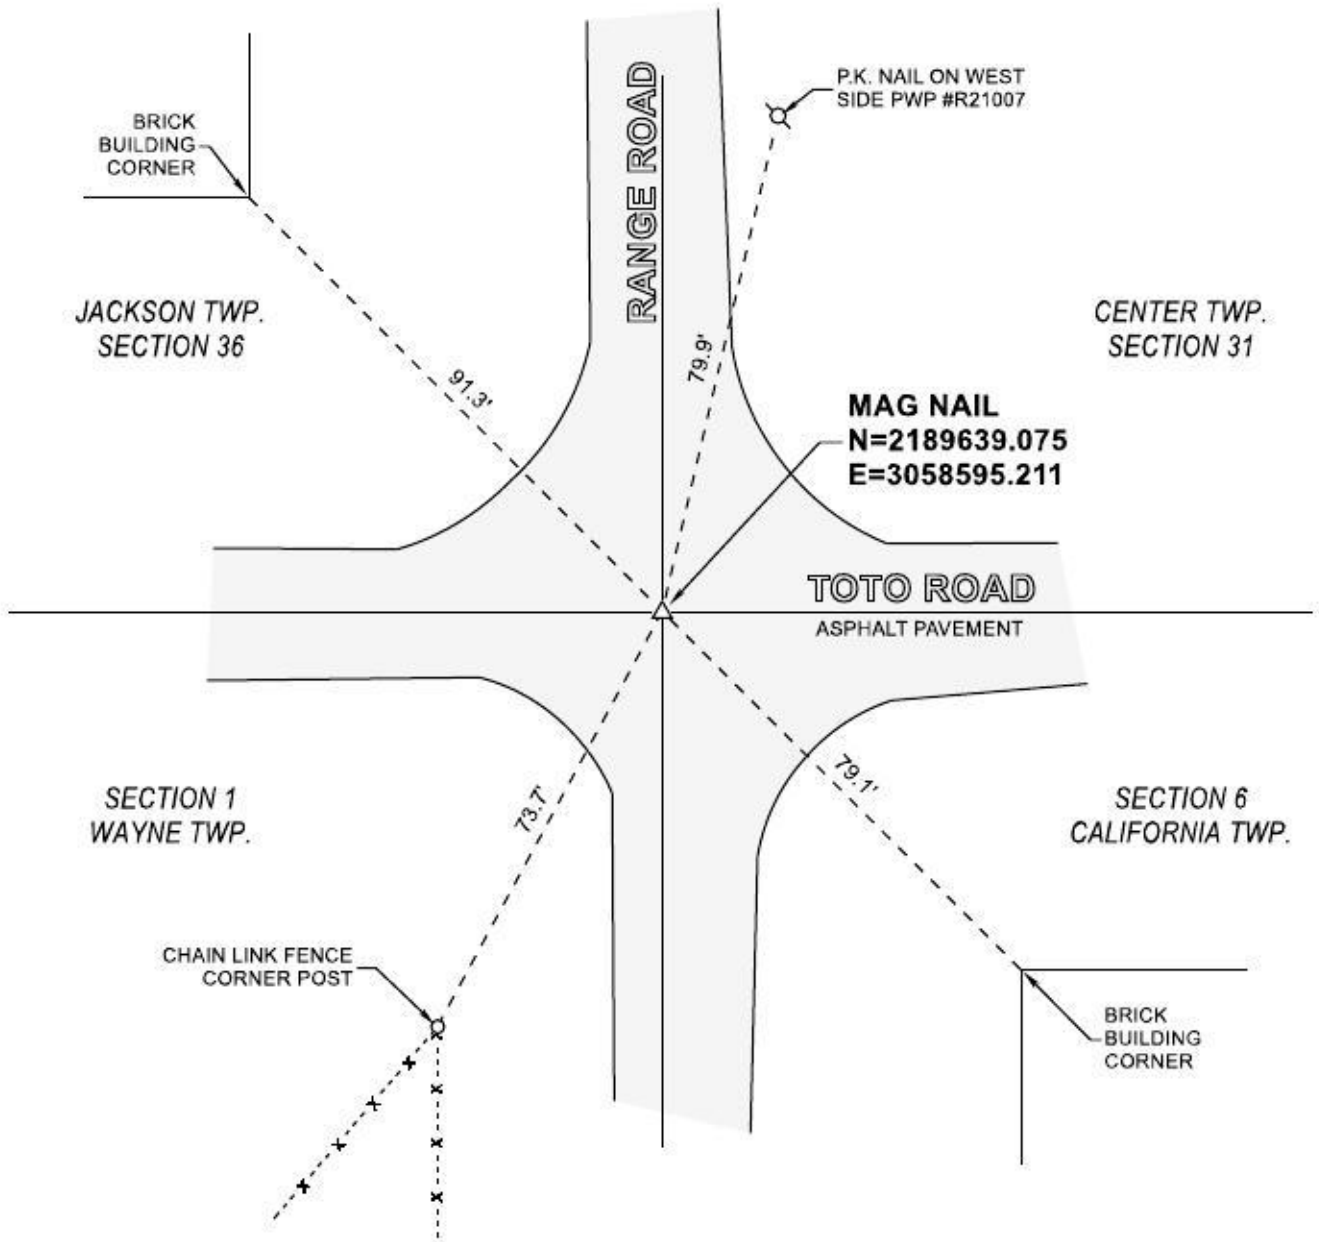 RANGE ROAD
P.K. NAIL ON WEST
SIDE PWP #R21007
BRICK
BUILDING
CORNER
JACKSON TWP.
SECTION 36
CENTER TWP.
SECTION 31
91.3'
79.9'
MAG NAIL
N=2189639.075
E=3058595.211
TOTO ROAD
ASPHALT PAVEMENT
SECTION 1
WAYNE TWP.
73.7'
79.1'
SECTION 6
CALIFORNIA TWP.
CHAIN LINK FENCE
CORNER POST
BRICK
BUILDING
CORNER